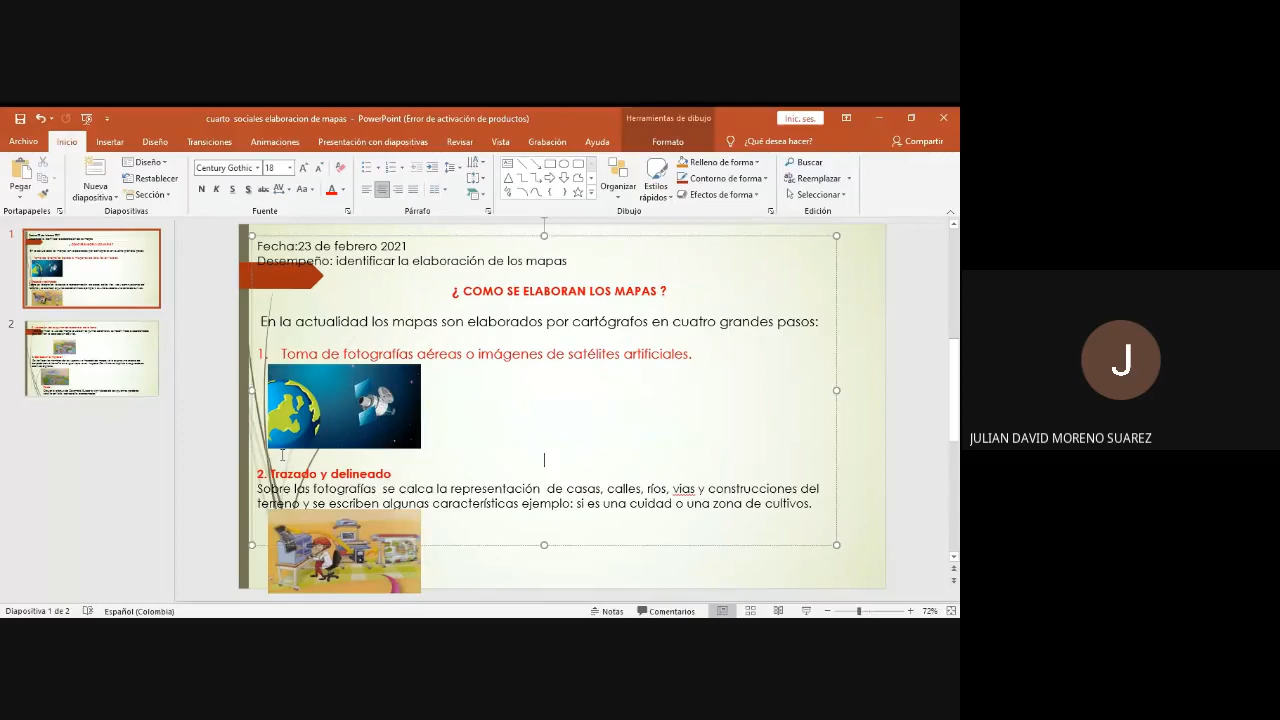 cuarto sociales elaboracion de mapas - PowerPoint (Error de activación de productos)
Herramientas de dibujo
Inic. ses.
Archivo Inicio Insertar Diseño Transiciones Animaciones Presentación con diapositivas Revisar Vista Grabación Ayuda Formato ¿Qué desea hacer? Compartir
Pegar
Nueva diapositiva
Diseño
Restablecer
Sección
Century Gothic 18
N K S S abc AV Aa A
Organizar
Estilos rápidos
Relleno de forma
Contorno de forma
Efectos de forma
Buscar
Reemplazar
Seleccionar
Portapapeles Diapositivas Fuente Párrafo Dibujo Edición
1
2
Fecha:23 de febrero 2021
Desempeño: identificar la elaboración de los mapas
¿ COMO SE ELABORAN LOS MAPAS ?
En la actualidad los mapas son elaborados por cartógrafos en cuatro grandes pasos:
1. Toma de fotografías aéreas o imágenes de satélites artificiales.
2. Trazado y delineado
Sobre las fotografías se calca la representación de casas, calles, ríos, vias y construcciones del
terreno y se escriben algunas características ejemplo: si es una cuidad o una zona de cultivos.
J
JULIAN DAVID MORENO SUAREZ
Diapositiva 1 de 2 Español (Colombia) Notas Comentarios 72%